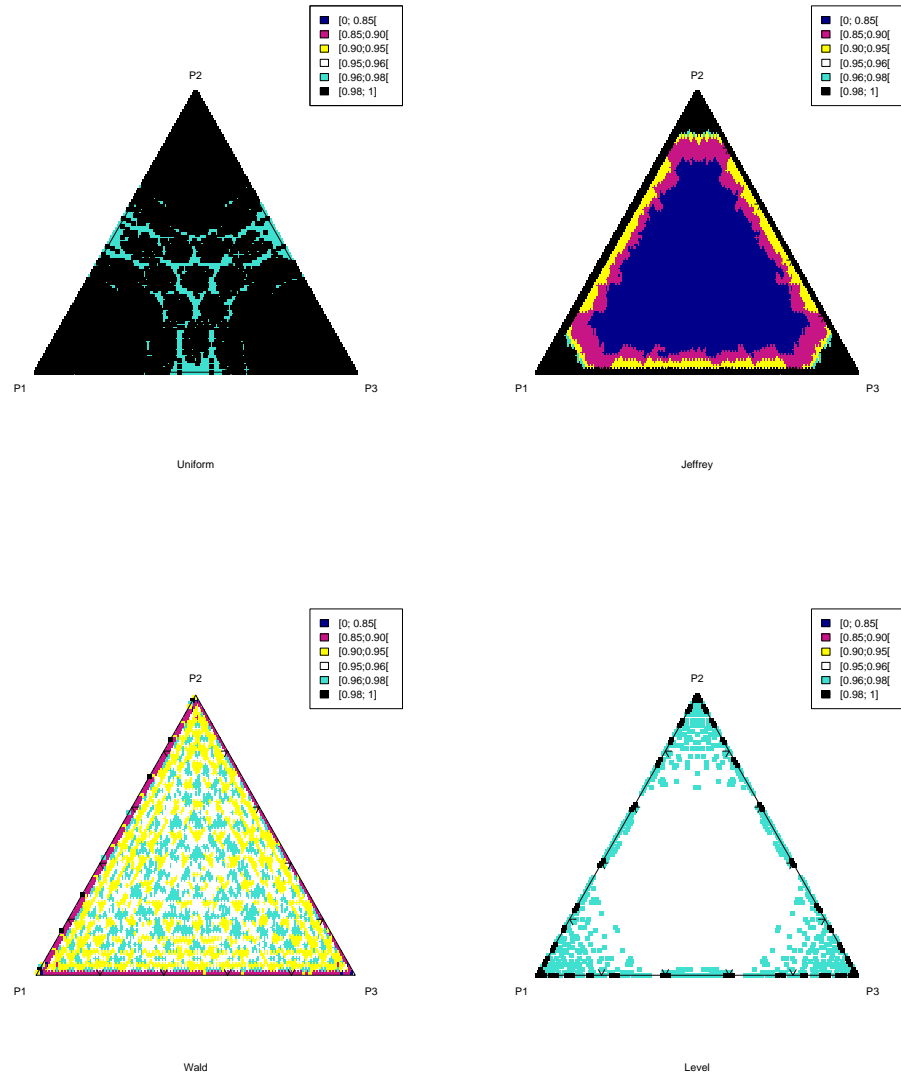 [0; 0.85[
[0.85;0.90[
[0.90;0.95[
[0.95;0.96[
[0.96;0.98[
[0.98; 1]
P2
P1
P3
Uniform
[0; 0.85[
[0.85;0.90[
[0.90;0.95[
[0.95;0.96[
[0.96;0.98[
[0.98; 1]
P2
P1
P3
Jeffrey
[0; 0.85[
[0.85;0.90[
[0.90;0.95[
[0.95;0.96[
[0.96;0.98[
[0.98; 1]
P2
P1
P3
Wald
[0; 0.85[
[0.85;0.90[
[0.90;0.95[
[0.95;0.96[
[0.96;0.98[
[0.98; 1]
P2
P1
P3
Level